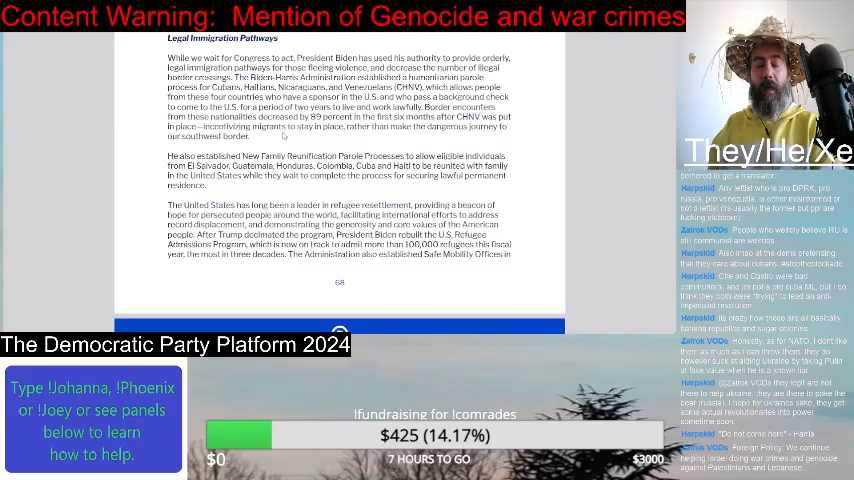 Content Warning: Mention of Genocide and war crimes
Legal Immigration Pathways
While we wait for Congress to act, President Biden has used his authority to provide orderly,
legal immigration pathways for those fleeing violence, and decrease the number of illegal
border crossings. The Biden-Harris Administration established a humanitarian parole
process for Cubans, Haitians, Nicaraguans, and Venezuelans (CHNV), which allows people
from these four countries who have a sponsor in the U.S. and who pass a background check
to come to the U.S. for a period of two years to live and work lawfully. Border encounters
from these nationalities decreased by 89 percent in the first six months after CHNV was put
in place—incentivizing migrants to stay in place, rather than make the dangerous journey to
our southwest border.
He also established New Family Reunification Parole Processes to allow eligible individuals
from El Salvador, Guatemala, Honduras, Colombia, Cuba and Haiti to be reunited with family
in the United States while they wait to complete the process for securing lawful permanent
residence.
The United States has long been a leader in refugee resettlement, providing a beacon of
hope for persecuted people around the world, facilitating international efforts to address
record displacement, and demonstrating the generosity and core values of the American
people. After Trump decimated the program, President Biden rebuilt the U.S. Refugee
Admissions Program, which is now on track to admit more than 100,000 refugees this fiscal
year, the most in three decades. The Administration also established Safe Mobility Offices in
68
The Democratic Party Platform 2024
Type !Johanna, !Phoenix
or !Joey or see panels
below to learn
how to help.
!fundraising for !comrades
$425 (14.17%)
$0
7 HOURS TO GO
$3000
They/He/Xe
bothered to get a translator
Harpskid Any leftist who is pro DPRK, pro
russia, pro venezuela, is either misinformed or
not a leftist (its usually the former but ppl are
fucking stubborn)
Zalrok VODs People who weirdly believe RU is
still communist are weirdos
Harpskid Also lmao at the dems pretending
that they care about cubans. #stoptheblockade
Harpskid Che and Castro were bad
communists, and im not a pro cuba ML, but I do
think they both were "trying" to lead an anti-
imperialist revolution.
Harpskid Its crazy how these are all basically
banana republics and sugar colonies
Zalrok VODs Honestly, as for NATO, I dont like
them as much as I can throw them, they do
however suck at aiding Ukraine by taking Putin
at face value when he is a known liar
Harpskid @Zalrok VODs they legit are not
there to help ukraine, they are there to poke the
bear (russia). I hope for ukraines sake, they get
some actual revolutionaries into power
sometime soon.
Harpskid "Do not come here" - Harris
Zalrok VODs Foreign Policy: We continue
helping Israel doing war crimes and genocide
against Palestinians and Lebanese.